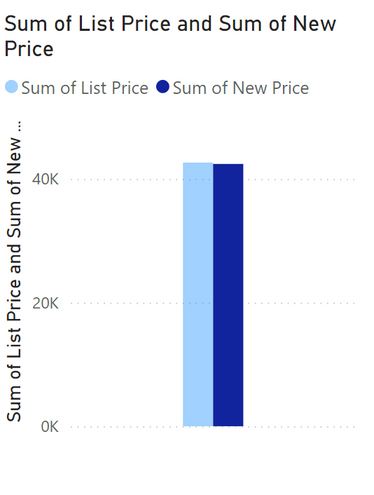 Sum of List Price and Sum of New
Price
Sum of List Price Sum of New Price
Sum of List Price and Sum of New ...
40K
20K
0K